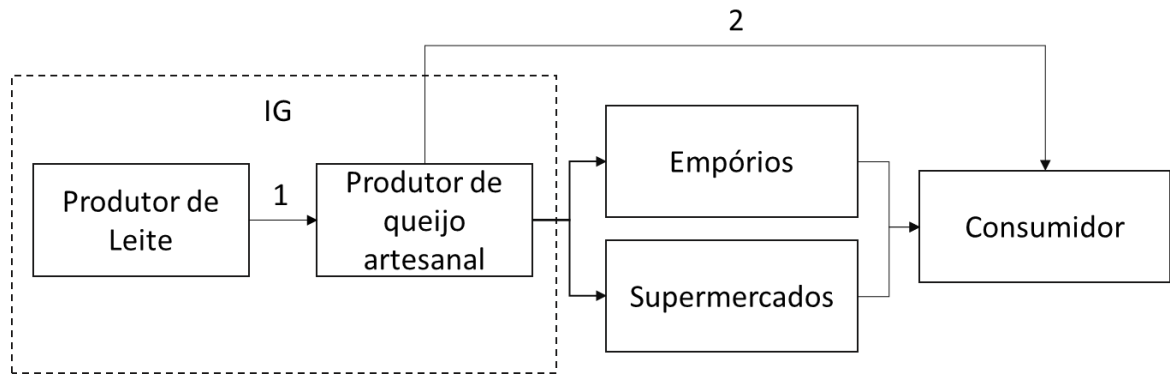 2
IG
Produtor de
Leite
1
Produtor de
queijo
artesanal
Empórios
Supermercados
Consumidor